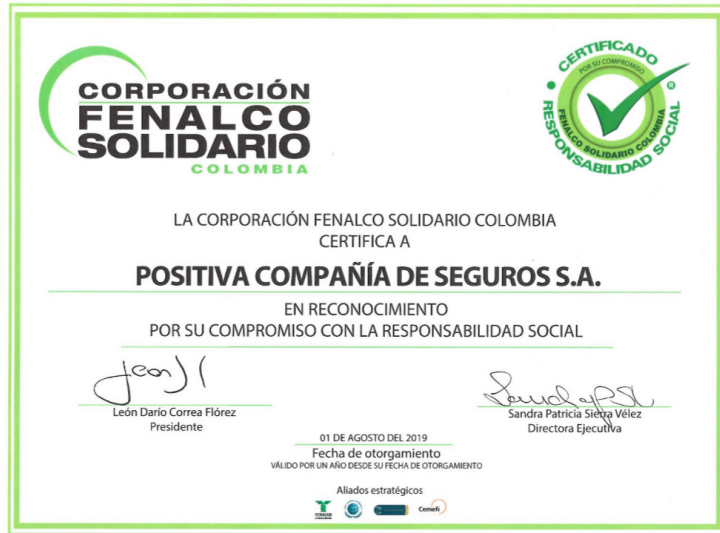 CORPORACIÓN
FENALCO
SOLIDARIO
COLOMBIA
CERTIFICADO
POR SU COMPROMISO
FENALCO SOLIDARIO COLOMBIA
RESPONSABILIDAD SOCIAL
®
LA CORPORACIÓN FENALCO SOLIDARIO COLOMBIA
CERTIFICA A
POSITIVA COMPAÑÍA DE SEGUROS S.A.
EN RECONOCIMIENTO
POR SU COMPROMISO CON LA RESPONSABILIDAD SOCIAL
León Darío Correa Flórez
Presidente
Sandra Patricia Sierra Vélez
Directora Ejecutiva
01 DE AGOSTO DEL 2019
Fecha de otorgamiento
VÁLIDO POR UN AÑO DESDE SU FECHA DE OTORGAMIENTO
Aliados estratégicos
FENALCO
Cemefi